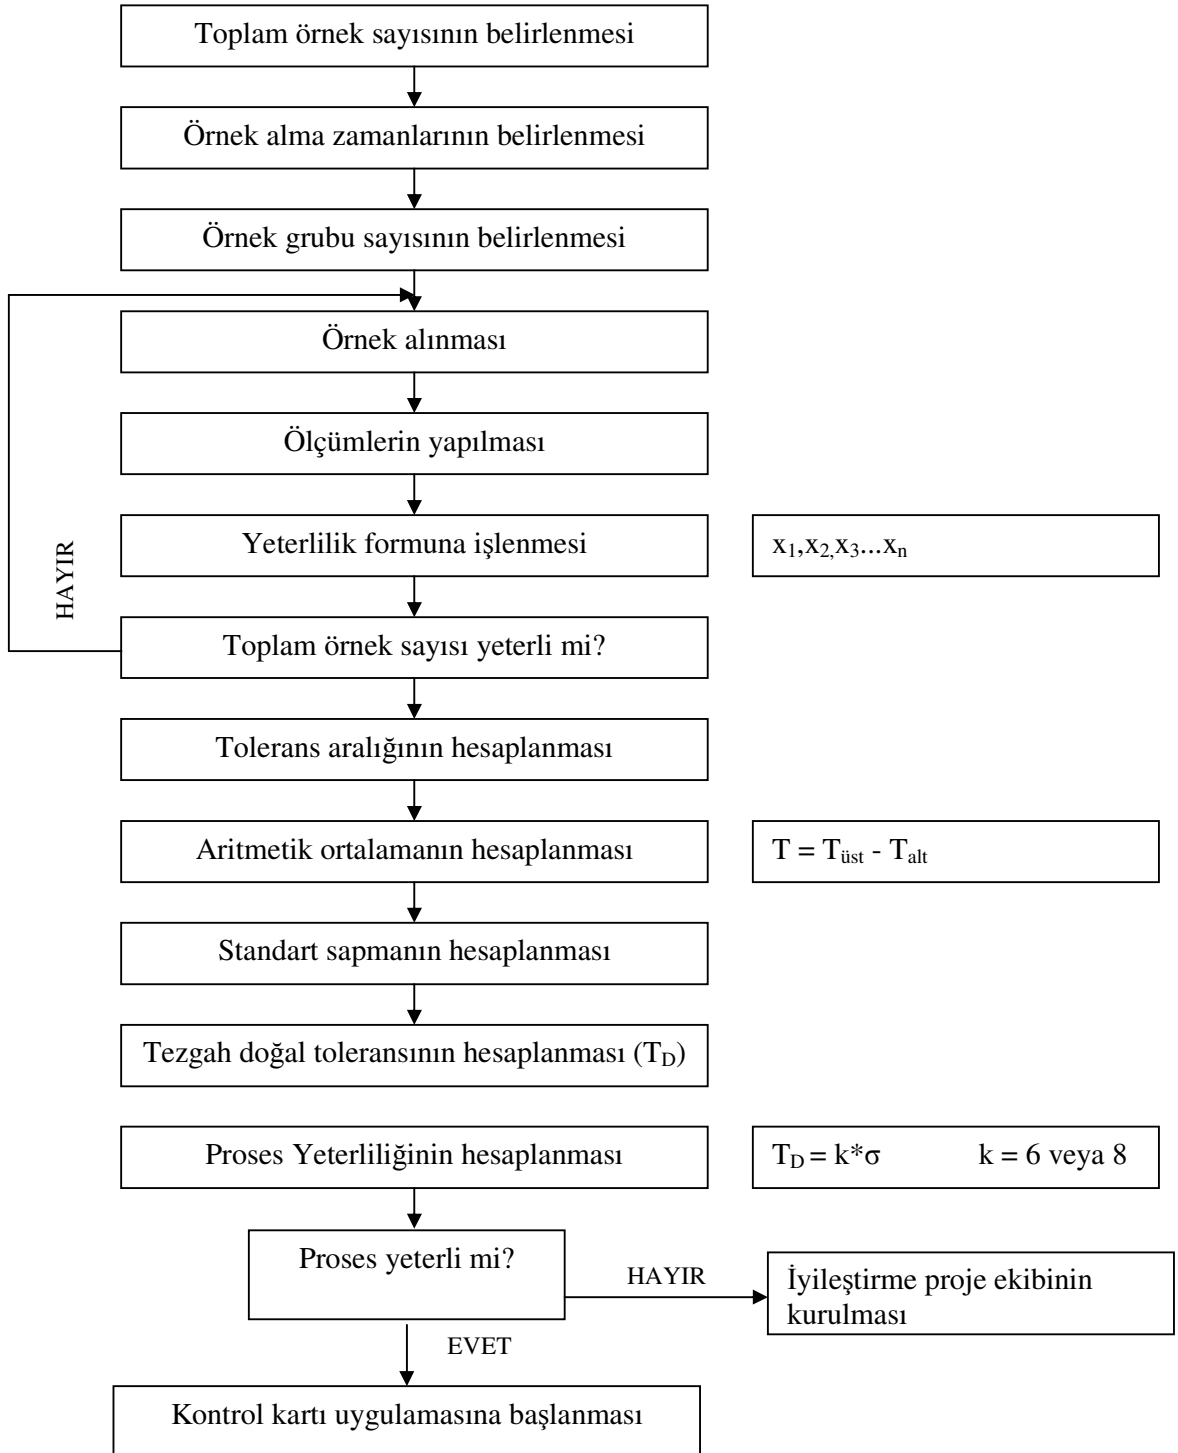 Toplam örnek sayısının belirlenmesi
Örnek alma zamanlarının belirlenmesi
Örnek grubu sayısının belirlenmesi
Örnek alınması
Ölçümlerin yapılması
Yeterlilik formuna işlenmesi
x₁,x₂,x₃...xₙ
HAYIR
Toplam örnek sayısı yeterli mi?
Tolerans aralığının hesaplanması
Aritmetik ortalamanın hesaplanması
T = Tüst - Talt
Standart sapmanın hesaplanması
Tezgah doğal toleransının hesaplanması (TD)
Proses Yeterliliğinin hesaplanması
TD = k*σ k = 6 veya 8
Proses yeterli mi?
HAYIR
İyileştirme proje ekibinin
kurulması
EVET
Kontrol kartı uygulamasına başlanması